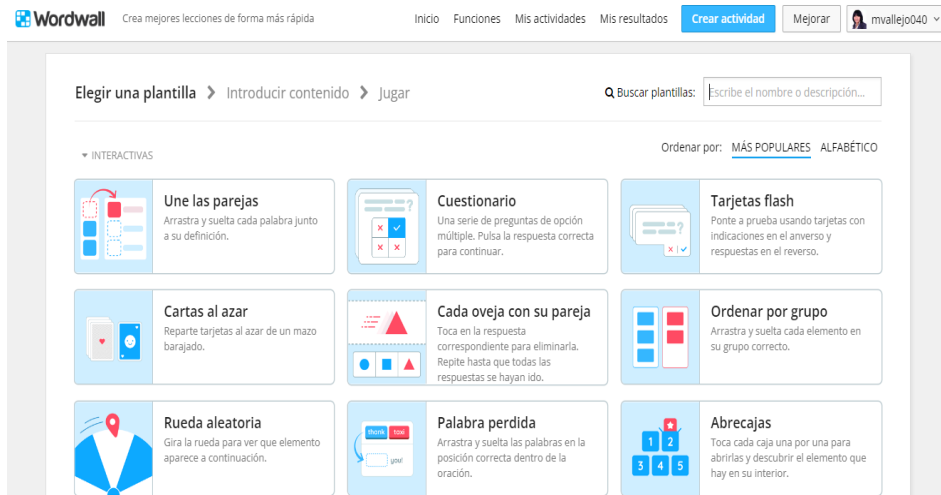 Wordwall Crea mejores lecciones de forma más rápida Inicio Funciones Mis actividades Mis resultados Crear actividad Mejorar mvallejo040
Elegir una plantilla Introducir contenido Jugar Buscar plantillas: Escribe el nombre o descripción...
INTERACTIVAS Ordenar por: MÁS POPULARES ALFABÉTICO
Une las parejas
Arrastra y suelta cada palabra junto
a su definición.
Cuestionario
Una serie de preguntas de opción
múltiple. Pulsa la respuesta correcta
para continuar.
Tarjetas flash
Ponte a prueba usando tarjetas con
indicaciones en el anverso y
respuestas en el reverso.
Cartas al azar
Reparte tarjetas al azar de un mazo
barajado.
Cada oveja con su pareja
Toca en la respuesta
correspondiente para eliminarla.
Repite hasta que todas las
respuestas se hayan ido.
Ordenar por grupo
Arrastra y suelta cada elemento en
su grupo correcto.
Rueda aleatoria
Gira la rueda para ver que elemento
aparece a continuación.
thank taxi
you!
Palabra perdida
Arrastra y suelta las palabras en la
posición correcta dentro de la
oración.
1 2
3 4 5
Abrecajas
Toca cada caja una por una para
abrirlas y descubrir el elemento que
hay en su interior.